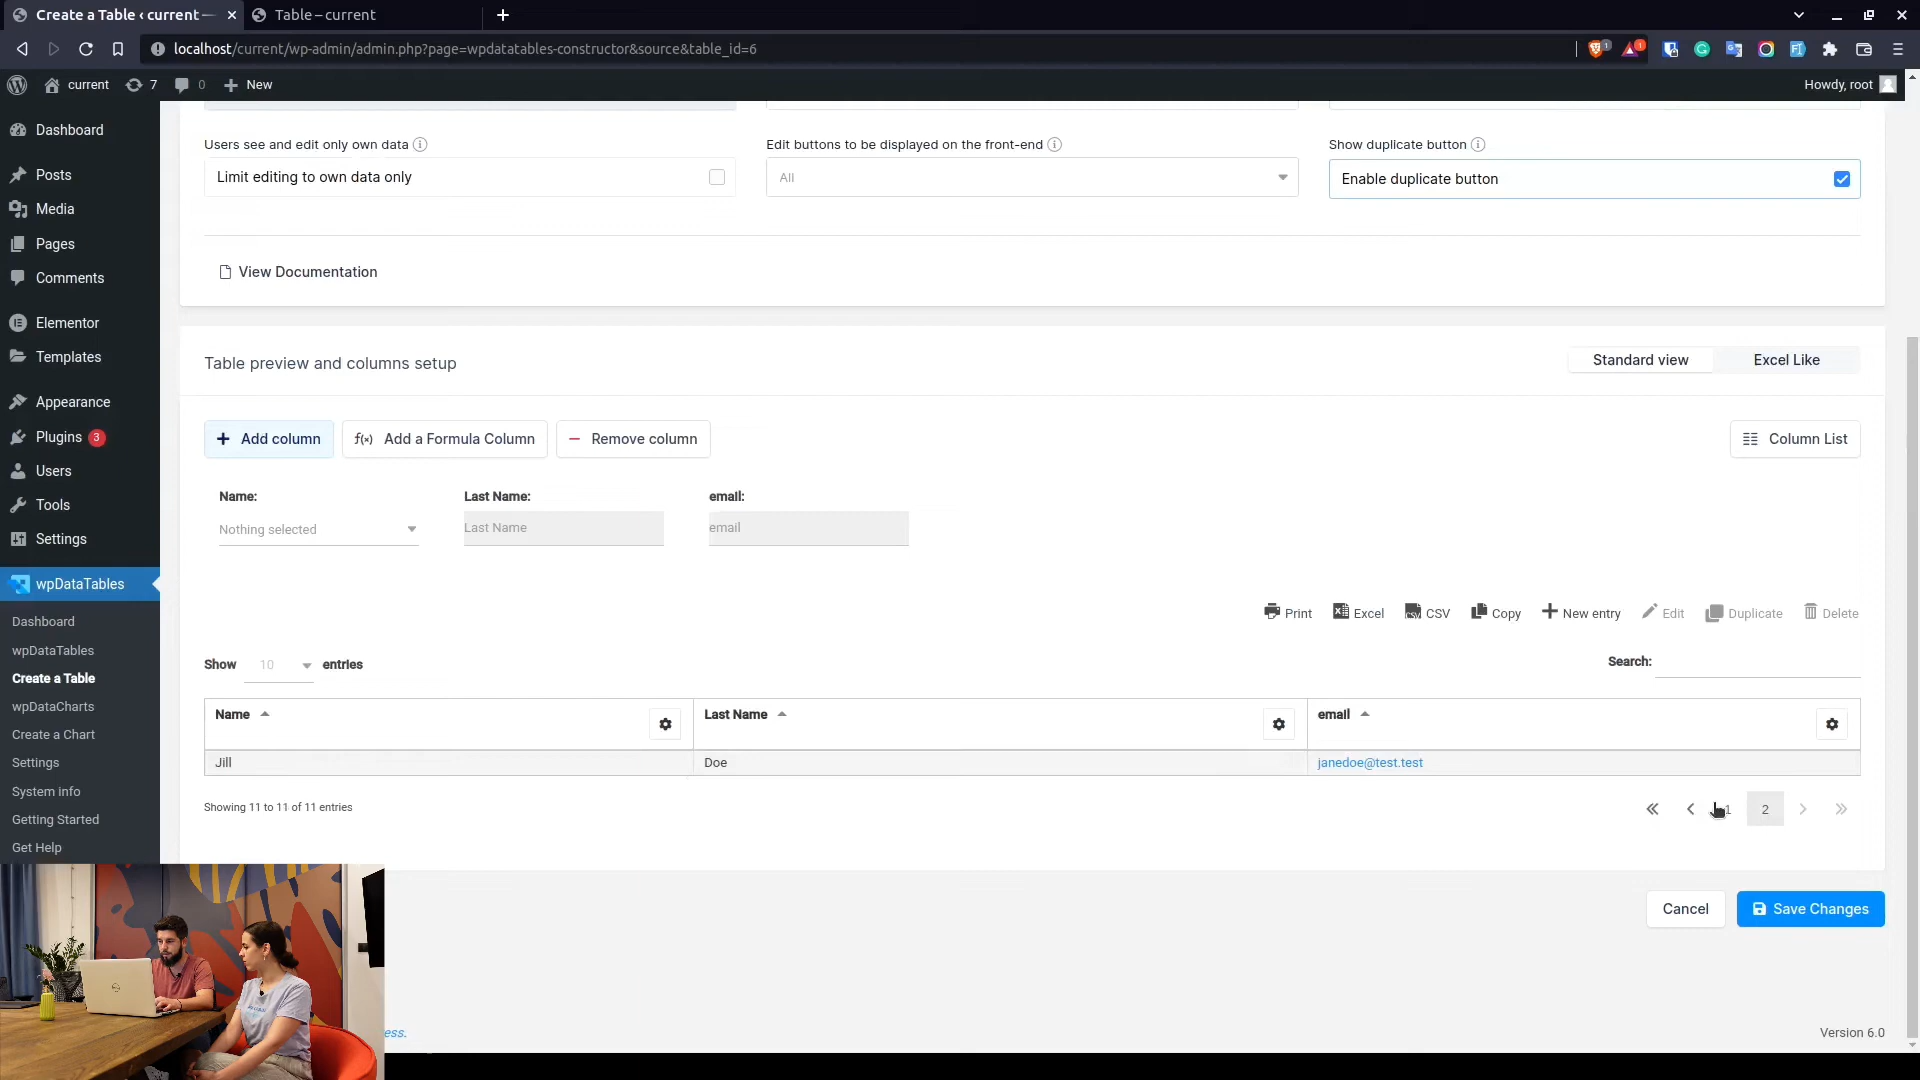 Create a Table ‹ current —
Table – current
localhost/current/wp-admin/admin.php?page=wpdatatables-constructor&source&table_id=6
1
1
current
7
0
New
Howdy, root
Dashboard
Posts
Media
Pages
Comments
Elementor
Templates
Appearance
Plugins 3
Users
Tools
Settings
wpDataTables
Dashboard
wpDataTables
Create a Table
wpDataCharts
Create a Chart
Settings
System info
Getting Started
Get Help
Users see and edit only own data
Limit editing to own data only
Edit buttons to be displayed on the front-end
All
Show duplicate button
Enable duplicate button
View Documentation
Table preview and columns setup
Standard view
Excel Like
+ Add column
f(x) Add a Formula Column
− Remove column
Column List
Name:
Last Name:
email:
Nothing selected
Last Name
email
Print
Excel
CSV
Copy
New entry
Edit
Duplicate
Delete
Show 10 entries
Search:
Name
Last Name
email
Jill
Doe
janedoe@test.test
Showing 11 to 11 of 11 entries
« ‹ 1 2 › »
Cancel
Save Changes
ess.
Version 6.0